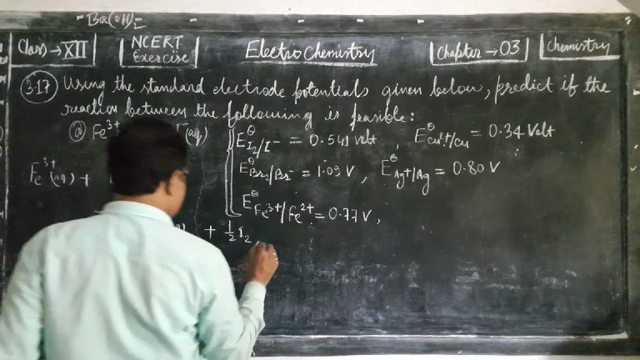 Ba(OH)2
Class → XII
NCERT Exercise
ElectroChemistry
Chapter → 03
Chemistry
3.17 Using the standard electrode potentials given below, predict if the
reaction between the following is feasible:
(a) Fe3+ (aq)
E⊖ I2/I− = 0.541 Volt, E⊖ Cu2+/Cu = 0.34 Volt
E⊖ Br2/Br− = 1.09 V, E⊖ Ag+/Ag = 0.80 V
E⊖ Fe3+/Fe2+ = 0.77 V,
Fe3+(aq) +
+ ½ I2